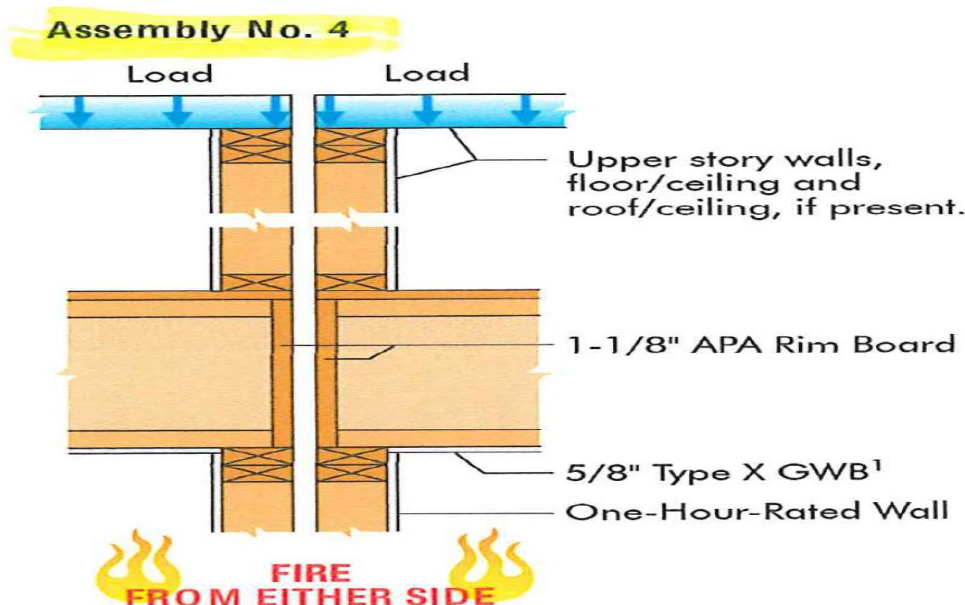 Assembly No. 4
Load
Load
Upper story walls,
floor/ceiling and
roof/ceiling, if present.
1-1/8" APA Rim Board
5/8" Type X GWB¹
One-Hour-Rated Wall
FIRE
FROM EITHER SIDE